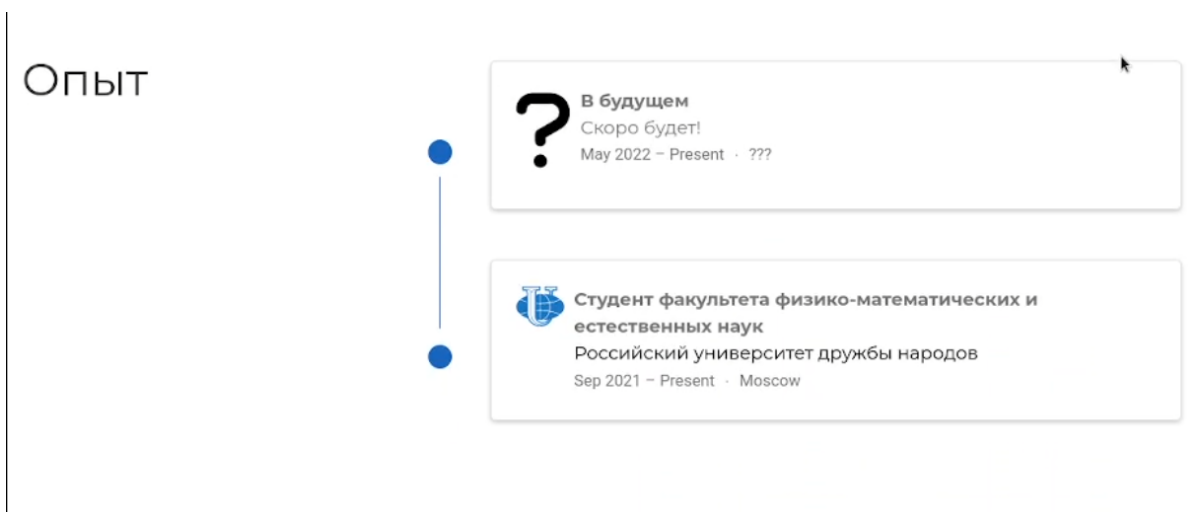 Опыт
?
В будущем
Скоро будет!
May 2022 – Present · ???
U
Студент факультета физико-математических и
естественных наук
Российский университет дружбы народов
Sep 2021 – Present · Moscow